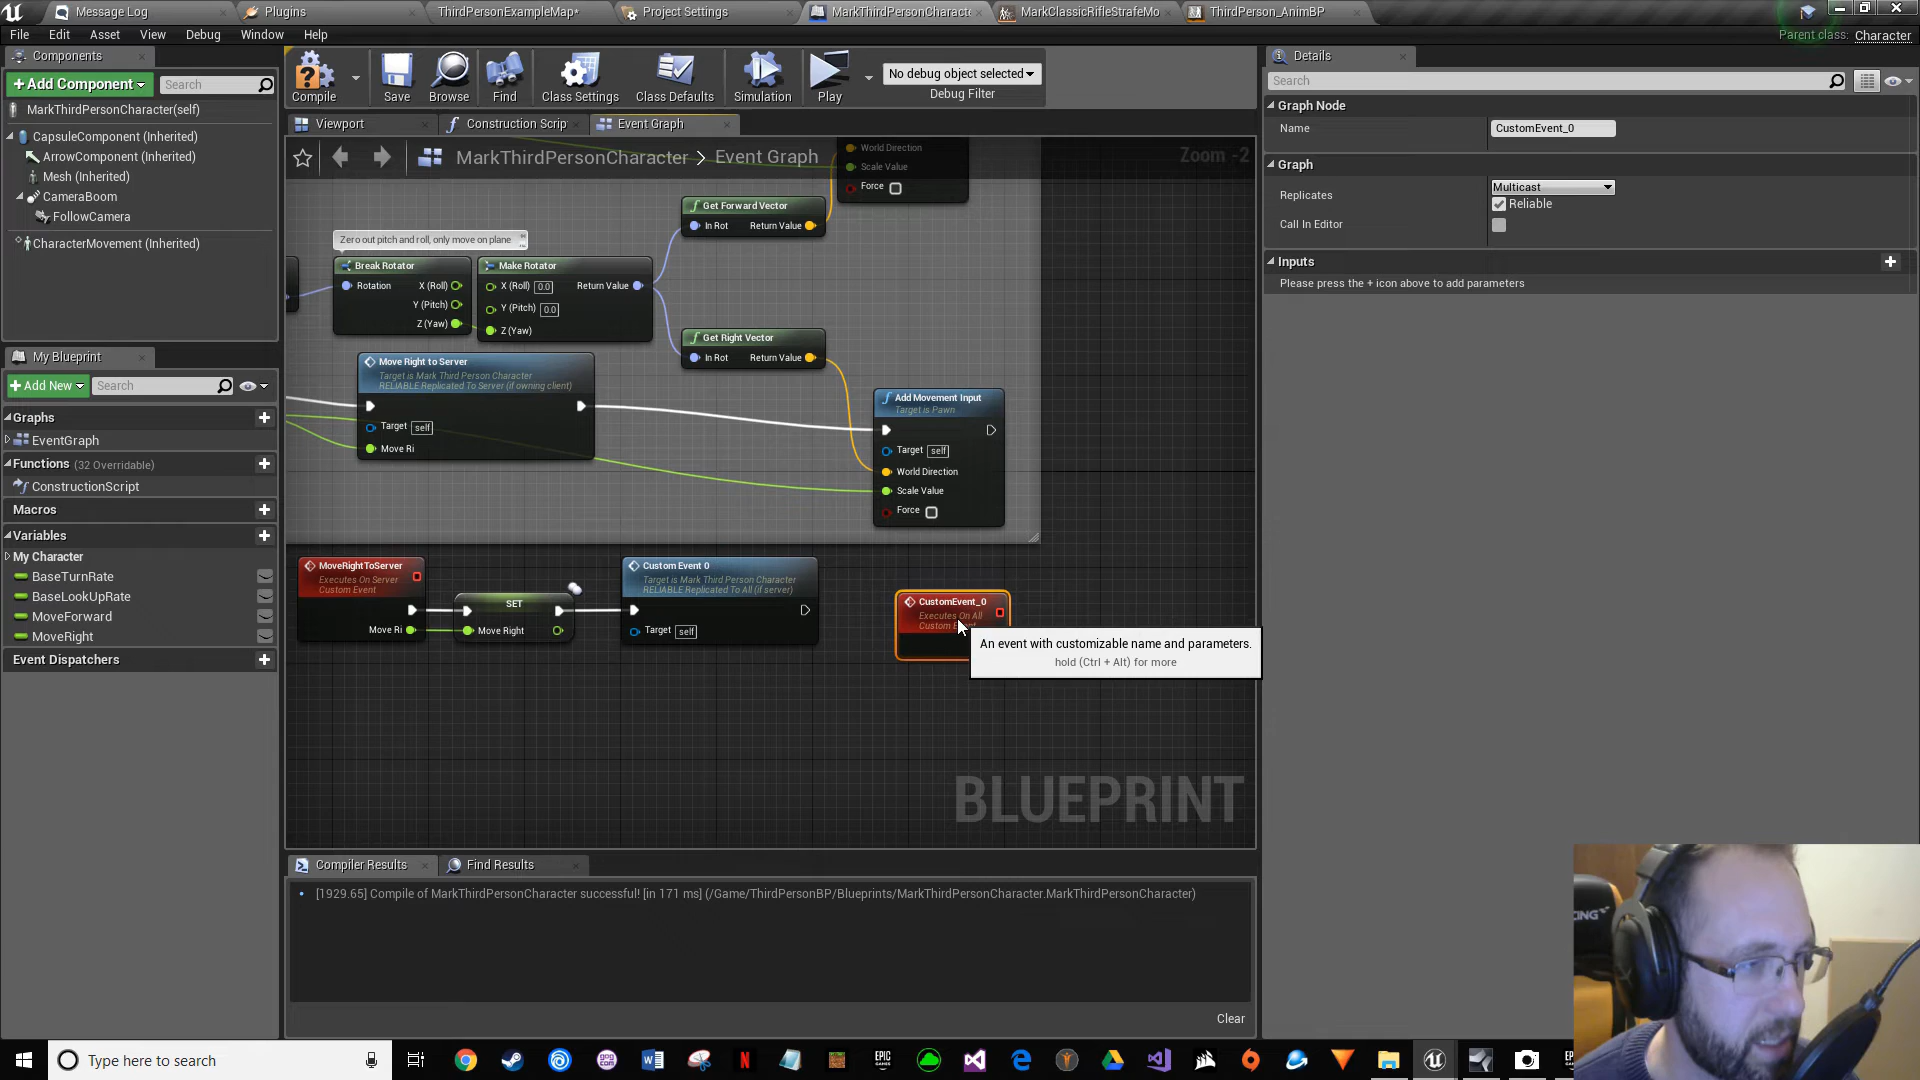 Message Log
Plugins
ThirdPersonExampleMap*
Project Settings
MarkThirdPersonCharacte
MarkClassicRifleStrafeMo
ThirdPerson_AnimBP
File
Edit
Asset
View
Debug
Window
Help
Parent class: Character
Components
+Add Component
Search
MarkThirdPersonCharacter(self)
CapsuleComponent (Inherited)
ArrowComponent (Inherited)
Mesh (Inherited)
CameraBoom
FollowCamera
CharacterMovement (Inherited)
My Blueprint
+Add New
Search
Graphs
EventGraph
Functions (32 Overridable)
ConstructionScript
Macros
Variables
My Character
BaseTurnRate
BaseLookUpRate
MoveForward
MoveRight
Event Dispatchers
Compile
Save
Browse
Find
Class Settings
Class Defaults
Simulation
Play
No debug object selected
Debug Filter
Viewport
Construction Scrip
Event Graph
MarkThirdPersonCharacter > Event Graph
Zoom -2
World Direction
Scale Value
Force
Get Forward Vector
In Rot
Return Value
Zero out pitch and roll, only move on plane
Break Rotator
Rotation
X (Roll)
Y (Pitch)
Z (Yaw)
Make Rotator
X (Roll) 0.0
Return Value
Y (Pitch) 0.0
Z (Yaw)
Get Right Vector
In Rot
Return Value
Move Right to Server
Target is Mark Third Person Character
RELIABLE Replicated To Server (if owning client)
Target self
Move Ri
Add Movement Input
Target is Pawn
Target self
World Direction
Scale Value
Force
MoveRightToServer
Executes On Server
Custom Event
Move Ri
SET
Move Right
Custom Event 0
Target is Mark Third Person Character
RELIABLE Replicated To All (if server)
Target self
CustomEvent_0
Executes On All
Custom E
An event with customizable name and parameters.
hold (Ctrl + Alt) for more
BLUEPRINT
Compiler Results
Find Results
[1929.65] Compile of MarkThirdPersonCharacter successful! [in 171 ms] (/Game/ThirdPersonBP/Blueprints/MarkThirdPersonCharacter.MarkThirdPersonCharacter)
Clear
Details
Search
Graph Node
Name
CustomEvent_0
Graph
Replicates
Multicast
Reliable
Call In Editor
Inputs
Please press the + icon above to add parameters
Type here to search